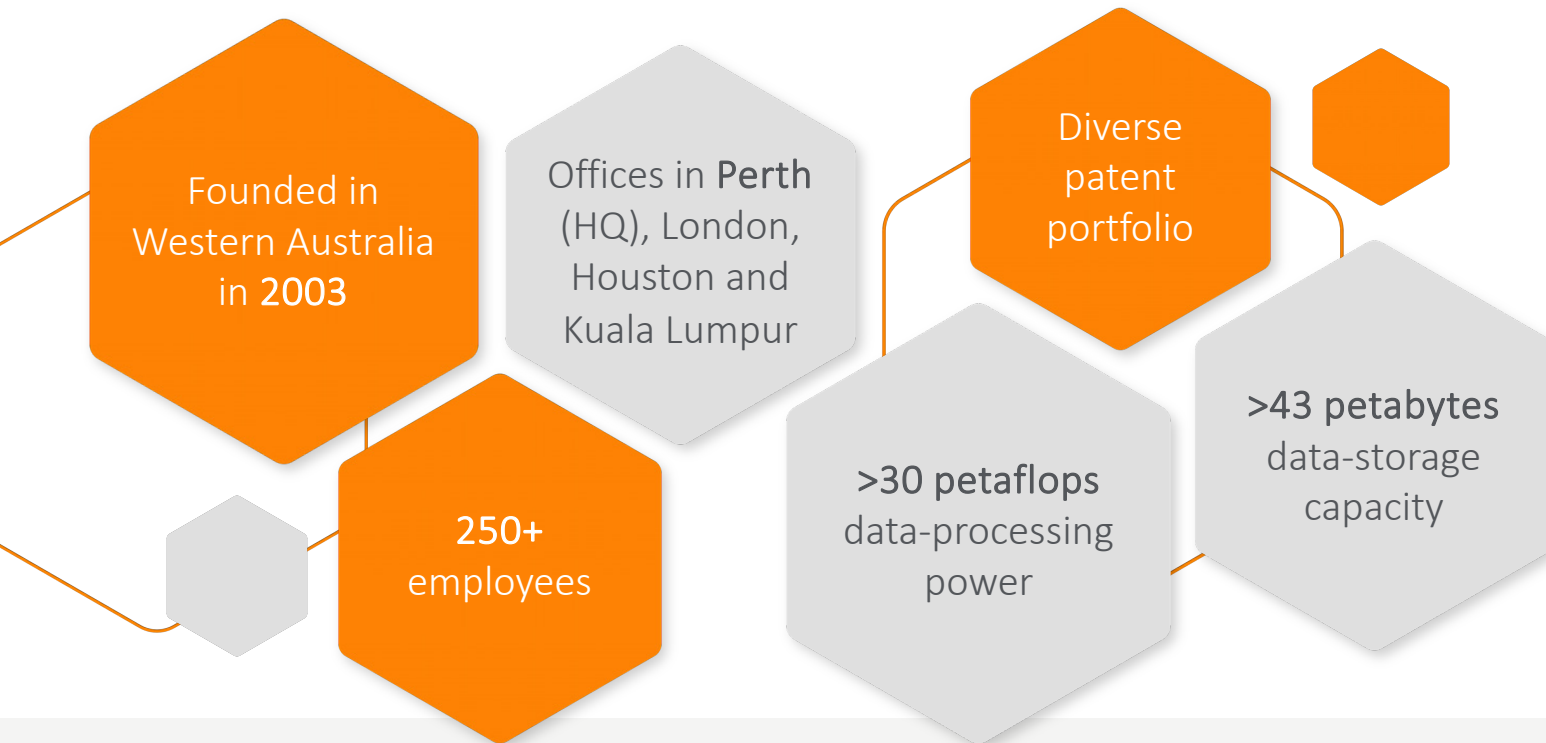 Founded in
Western Australia
in 2003
Offices in Perth
(HQ), London,
Houston and
Kuala Lumpur
Diverse
patent
portfolio
250+
employees
>30 petaflops
data-processing
power
>43 petabytes
data-storage
capacity